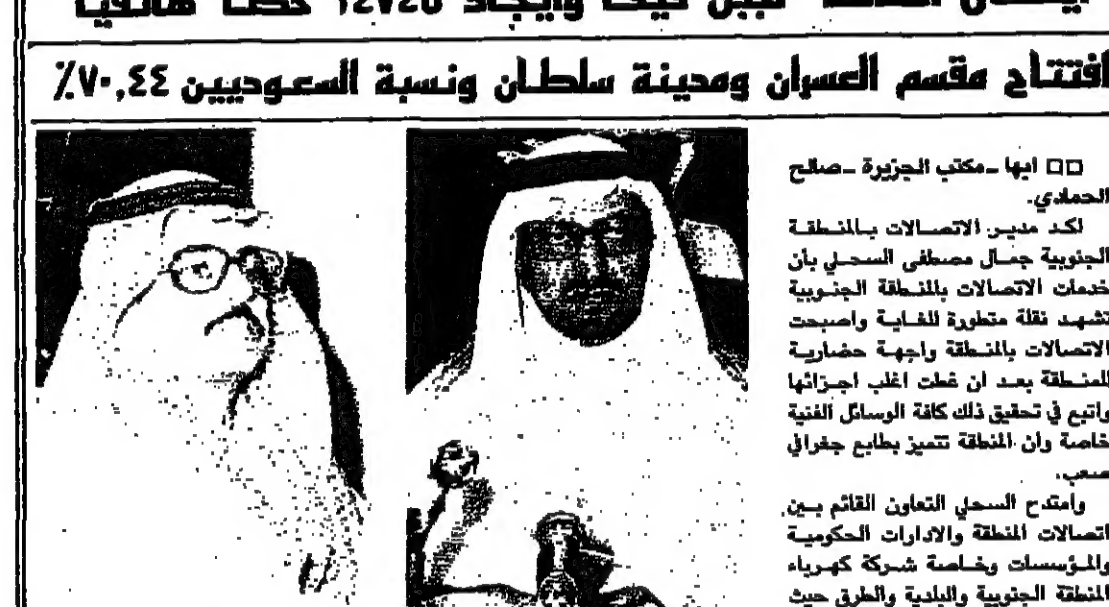 ١٢٧٢٥
افتتاح مقسم العسران ومدينة سلطان ونسبة السعوديين ٧٠,٤٤٪
□□ ابها ـ مكتب الجزيرة ـ صالح
الحمادي.
اكد مدير الاتصالات بالمنطقة
الجنوبية جمال مصطفى السحلي بأن
خدمات الاتصالات بالمنطقة الجنوبية
تشهد نقلة متطورة للغاية واصبحت
الاتصالات بالمنطقة واجهة حضارية
للمنطقة بعد ان غطت اغلب اجزائها
واتبع في تحقيق ذلك كافة الوسائل الفنية
خاصة وان المنطقة تتميز بطابع جغرافي
صعب.
وأمتدح السحلي التعاون القائم بين
اتصالات المنطقة والادارات الحكومية
والمؤسسات وخاصة شركة كهرباء
المنطقة الجنوبية والبلدية والطرق حيث